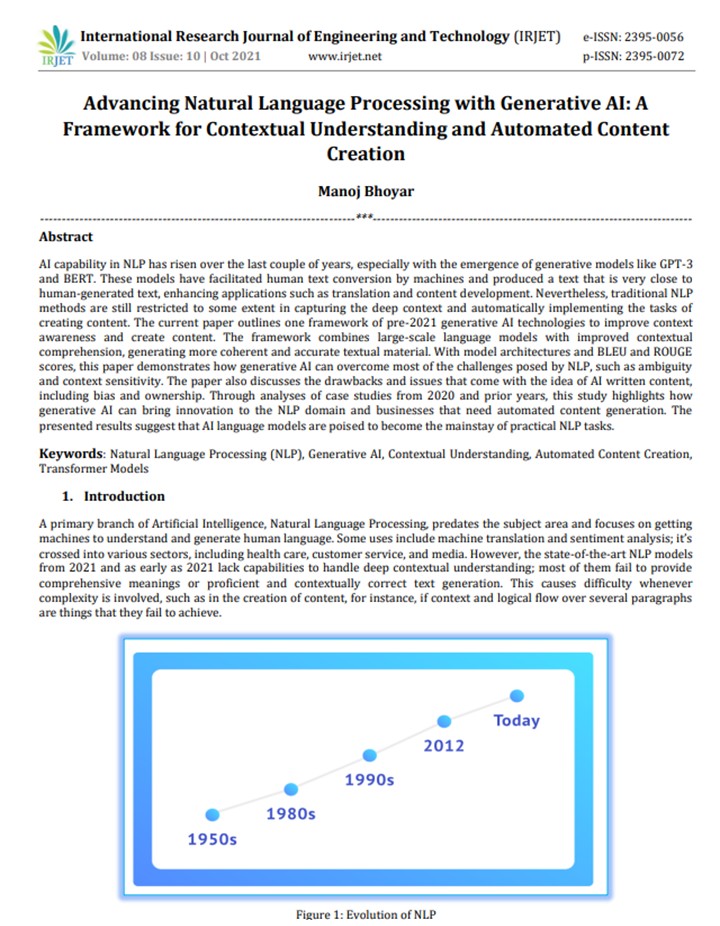 International Research Journal of Engineering and Technology (IRJET) e-ISSN: 2395-0056
IRJET Volume: 08 Issue: 10 | Oct 2021 www.irjet.net p-ISSN: 2395-0072
Advancing Natural Language Processing with Generative AI: A
Framework for Contextual Understanding and Automated Content
Creation
Manoj Bhoyar
---------------------------------------------------------------------***---------------------------------------------------------------------
Abstract
AI capability in NLP has risen over the last couple of years, especially with the emergence of generative models like GPT-3
and BERT. These models have facilitated human text conversion by machines and produced a text that is very close to
human-generated text, enhancing applications such as translation and content development. Nevertheless, traditional NLP
methods are still restricted to some extent in capturing the deep context and automatically implementing the tasks of
creating content. The current paper outlines one framework of pre-2021 generative AI technologies to improve context
awareness and create content. The framework combines large-scale language models with improved contextual
comprehension, generating more coherent and accurate textual material. With model architectures and BLEU and ROUGE
scores, this paper demonstrates how generative AI can overcome most of the challenges posed by NLP, such as ambiguity
and context sensitivity. The paper also discusses the drawbacks and issues that come with the idea of AI written content,
including bias and ownership. Through analyses of case studies from 2020 and prior years, this study highlights how
generative AI can bring innovation to the NLP domain and businesses that need automated content generation. The
presented results suggest that AI language models are poised to become the mainstay of practical NLP tasks.
Keywords: Natural Language Processing (NLP), Generative AI, Contextual Understanding, Automated Content Creation,
Transformer Models
1. Introduction
A primary branch of Artificial Intelligence, Natural Language Processing, predates the subject area and focuses on getting
machines to understand and generate human language. Some uses include machine translation and sentiment analysis; it's
crossed into various sectors, including health care, customer service, and media. However, the state-of-the-art NLP models
from 2021 and as early as 2021 lack capabilities to handle deep contextual understanding; most of them fail to provide
comprehensive meanings or proficient and contextually correct text generation. This causes difficulty whenever
complexity is involved, such as in the creation of content, for instance, if context and logical flow over several paragraphs
are things that they fail to achieve.
Today
2012
1990s
1980s
1950s
Figure 1: Evolution of NLP